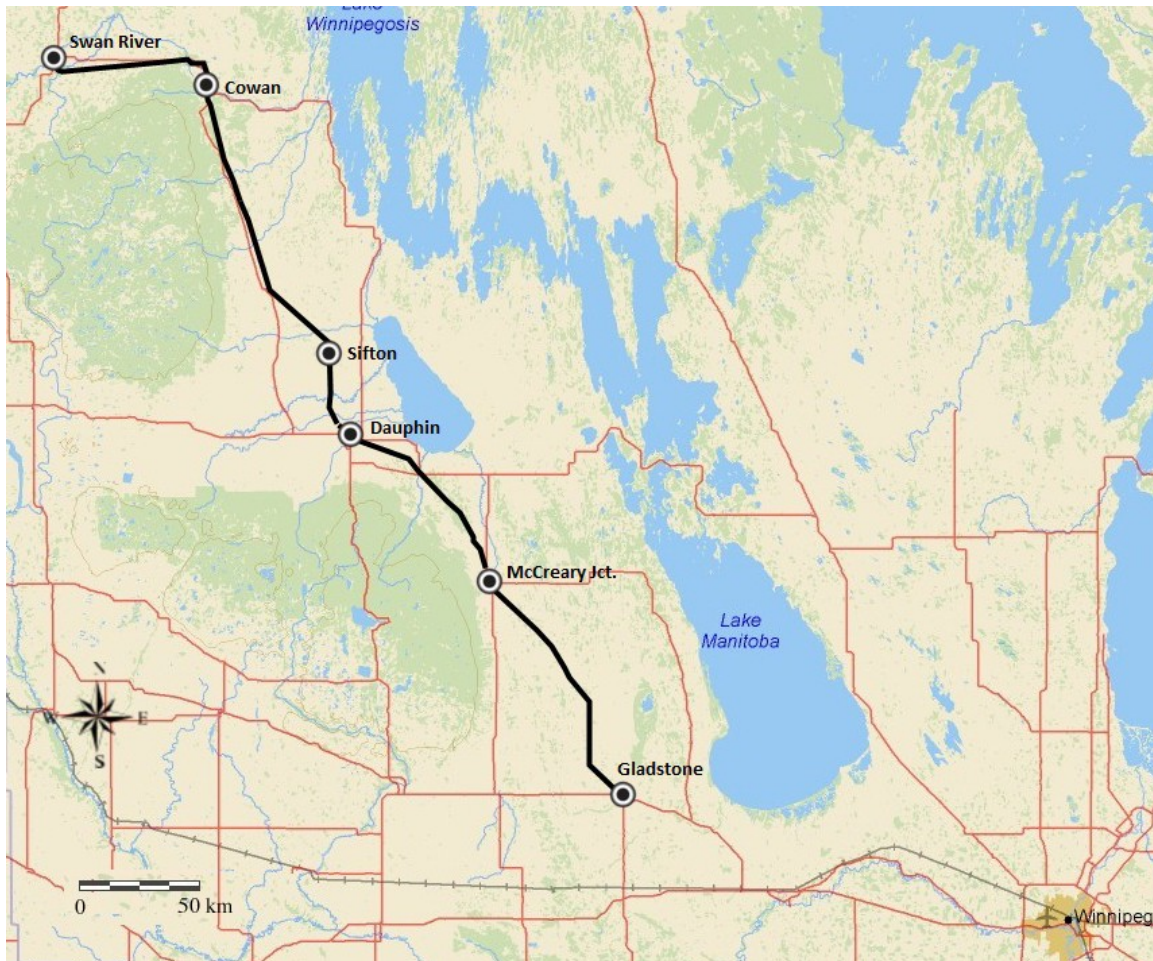 Lake
Winnipegosis
Swan River
Cowan
Sifton
Dauphin
McCreary Jct.
Lake
Manitoba
N
W E
S
Gladstone
0 50 km
Winnipeg